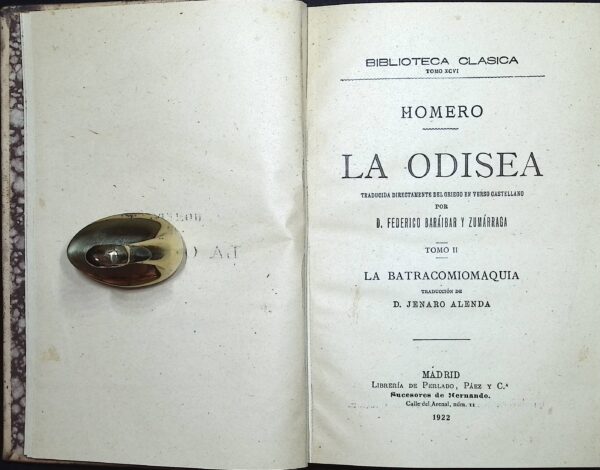 BIBLIOTECA CLASICA
TOMO XCVI
HOMERO
LA ODISEA
TRADUCIDA DIRECTAMENTE DEL GRIEGO EN VERSO CASTELLANO
POR
D. FEDERICO BARÁIBAR Y ZUMÁRRAGA
TOMO II
LA BATRACOMIOMAQUIA
TRADUCCIÓN DE
D. JENARO ALENDA
MADRID
LIBRERÍA DE PERLADO, PÁEZ Y C.ª
Sucesores de Hernando.
Calle del Arenal, núm. 11
1922